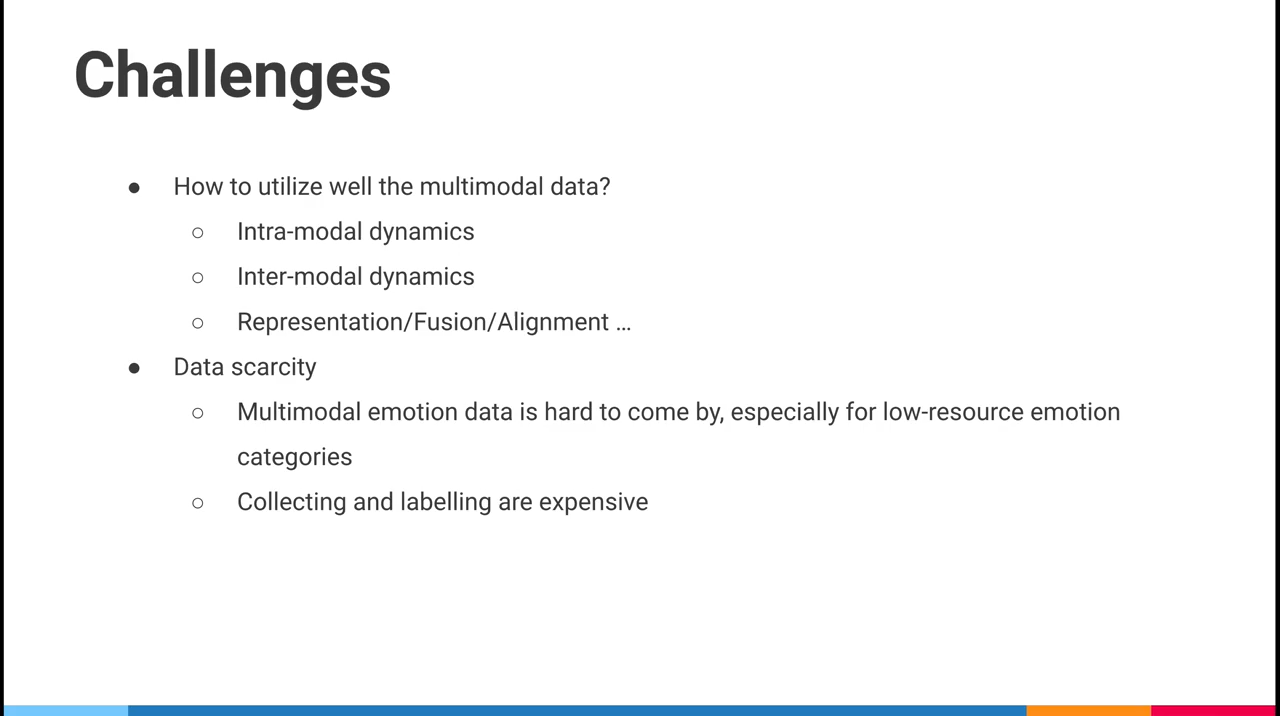 Challenges
● How to utilize well the multimodal data?
○ Intra-modal dynamics
○ Inter-modal dynamics
○ Representation/Fusion/Alignment …
● Data scarcity
○ Multimodal emotion data is hard to come by, especially for low-resource emotion
categories
○ Collecting and labelling are expensive